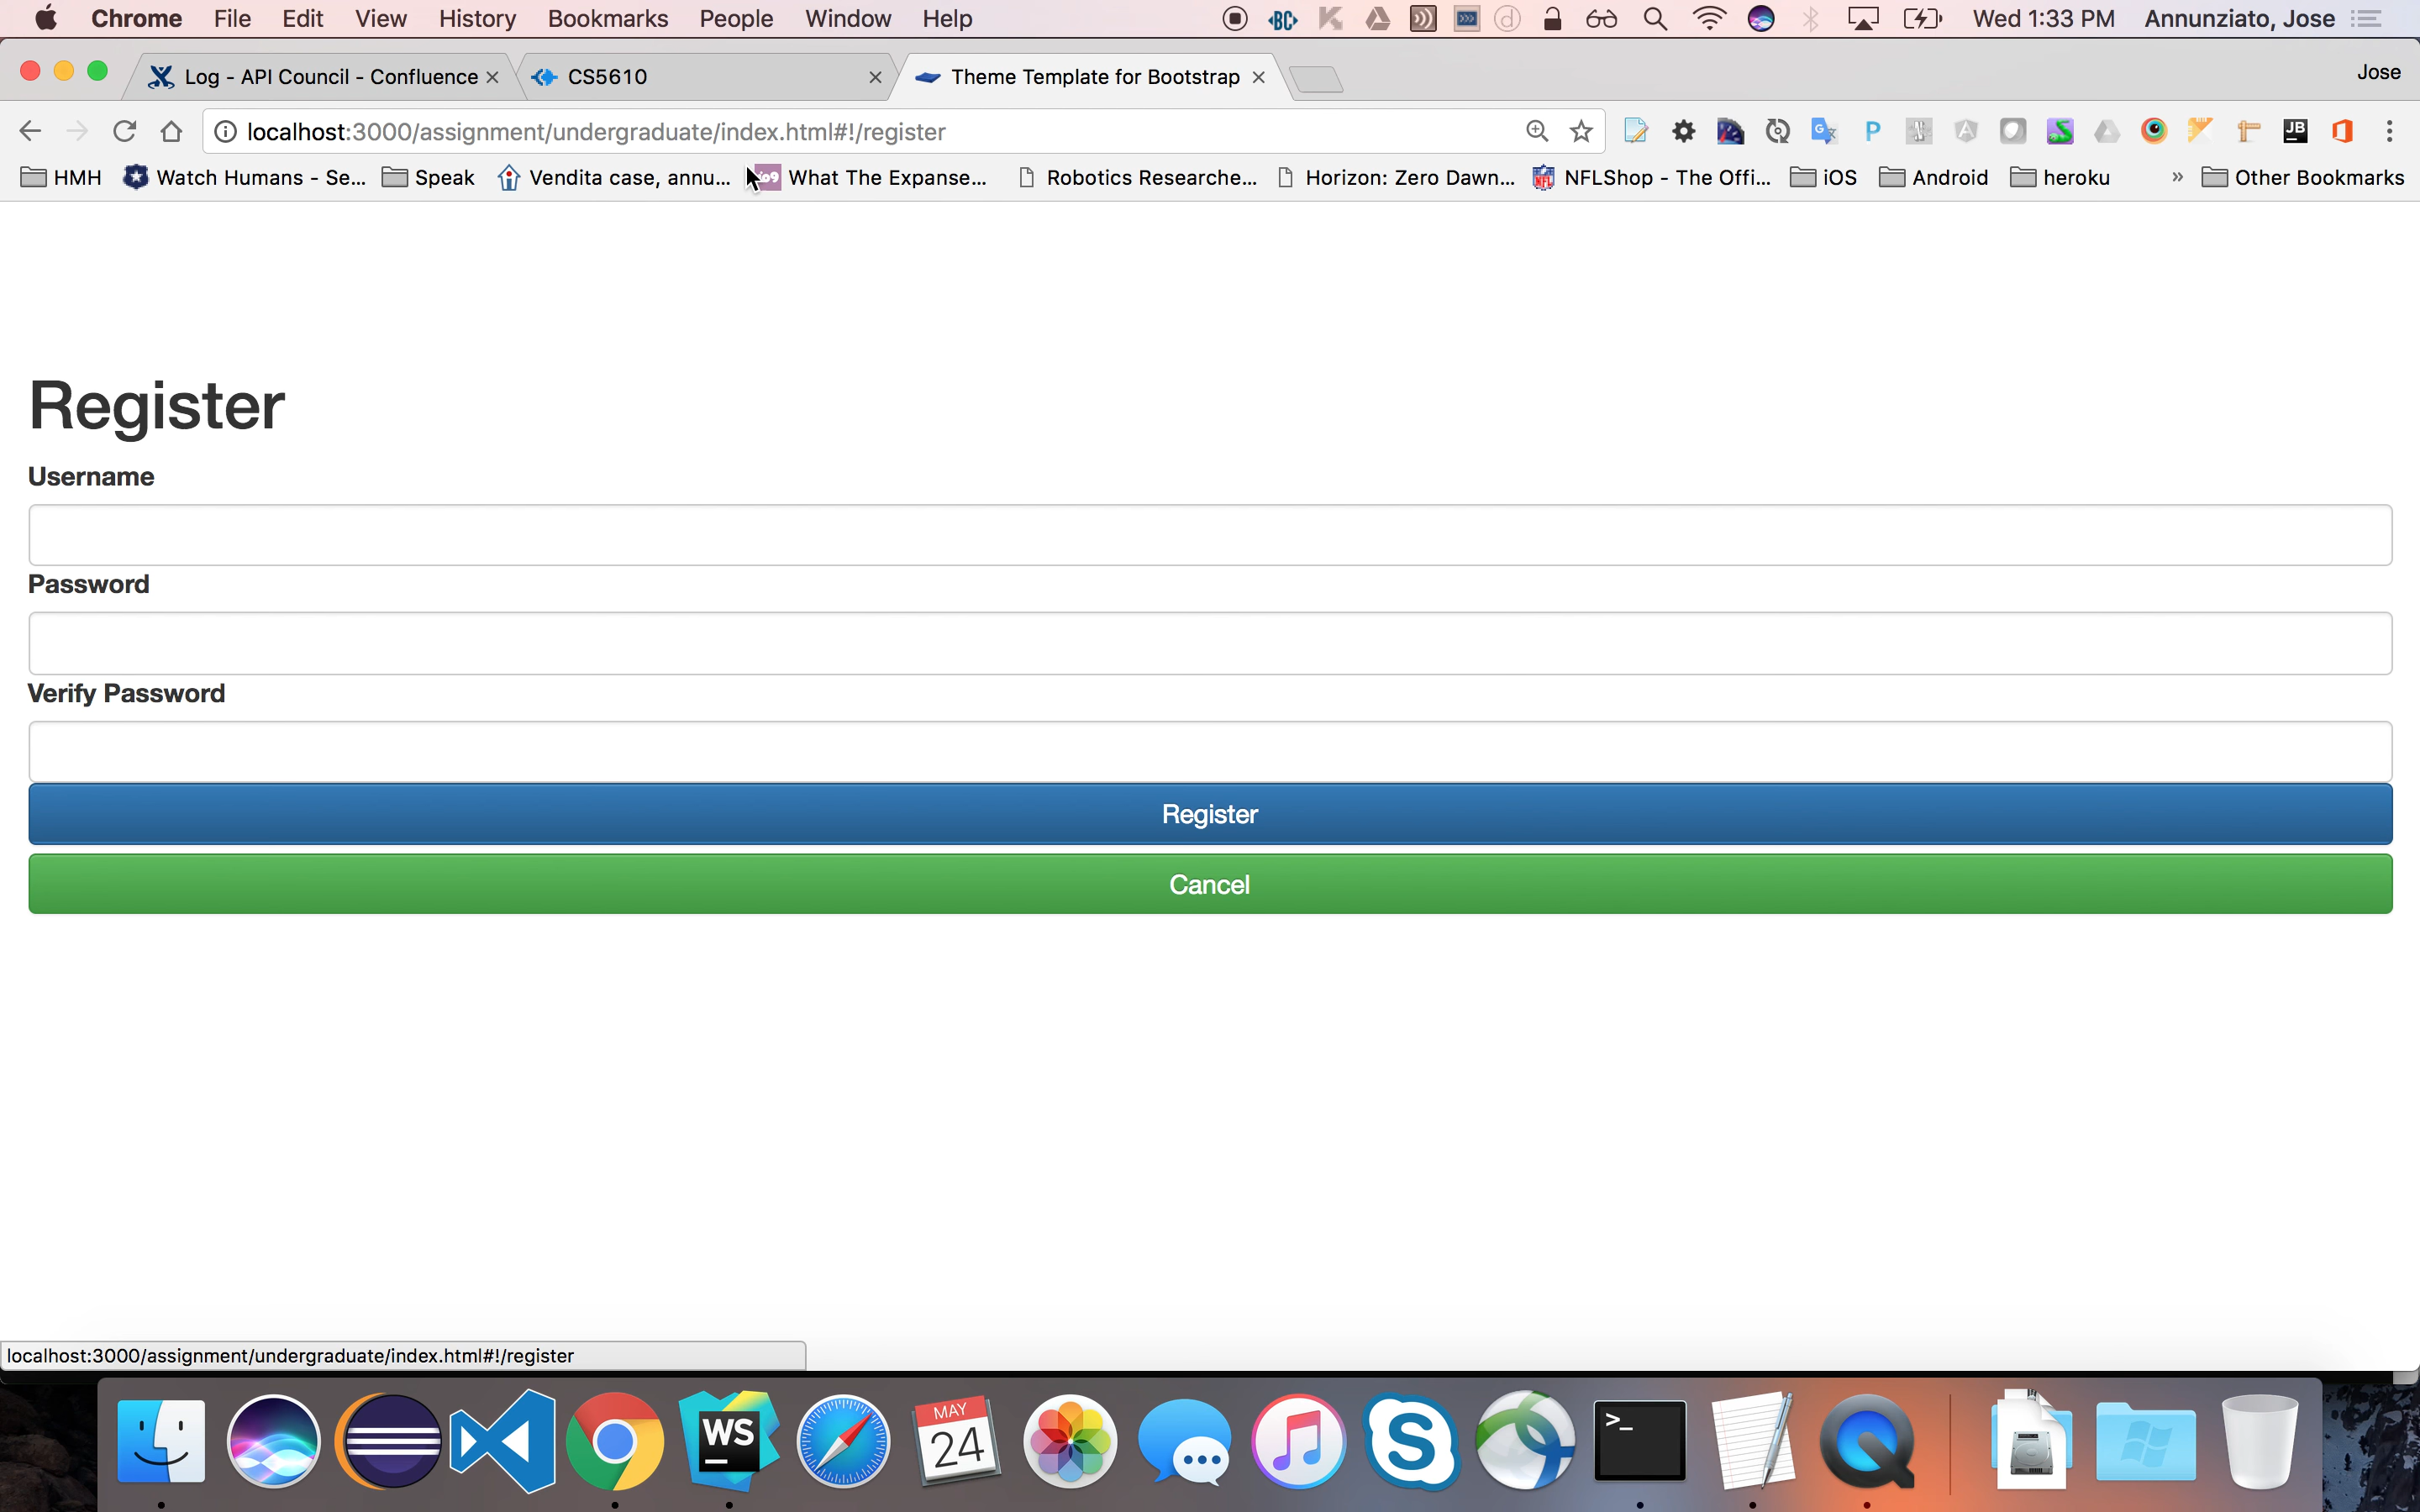 Chrome File Edit View History Bookmarks People Window Help BC d Wed 1:33 PM Annunziato, Jose
Log - API Council - Confluence CS5610 Theme Template for Bootstrap Jose
localhost:3000/assignment/undergraduate/index.html#!/register P JB
HMH Watch Humans - Se... Speak Vendita case, annu... What The Expanse... Robotics Researche... Horizon: Zero Dawn... NFLShop - The Offi... iOS Android heroku » Other Bookmarks
Register
Username
Password
Verify Password
Register
Cancel
localhost:3000/assignment/undergraduate/index.html#!/register
WS MAY 24 S >_